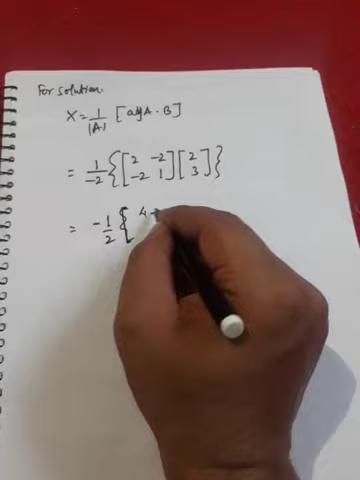 For solution.
X = 1/|A| [adjA · B]
= 1/-2 { [2 -2 -2 1] [2 3] }
= -1/2 { [ 4